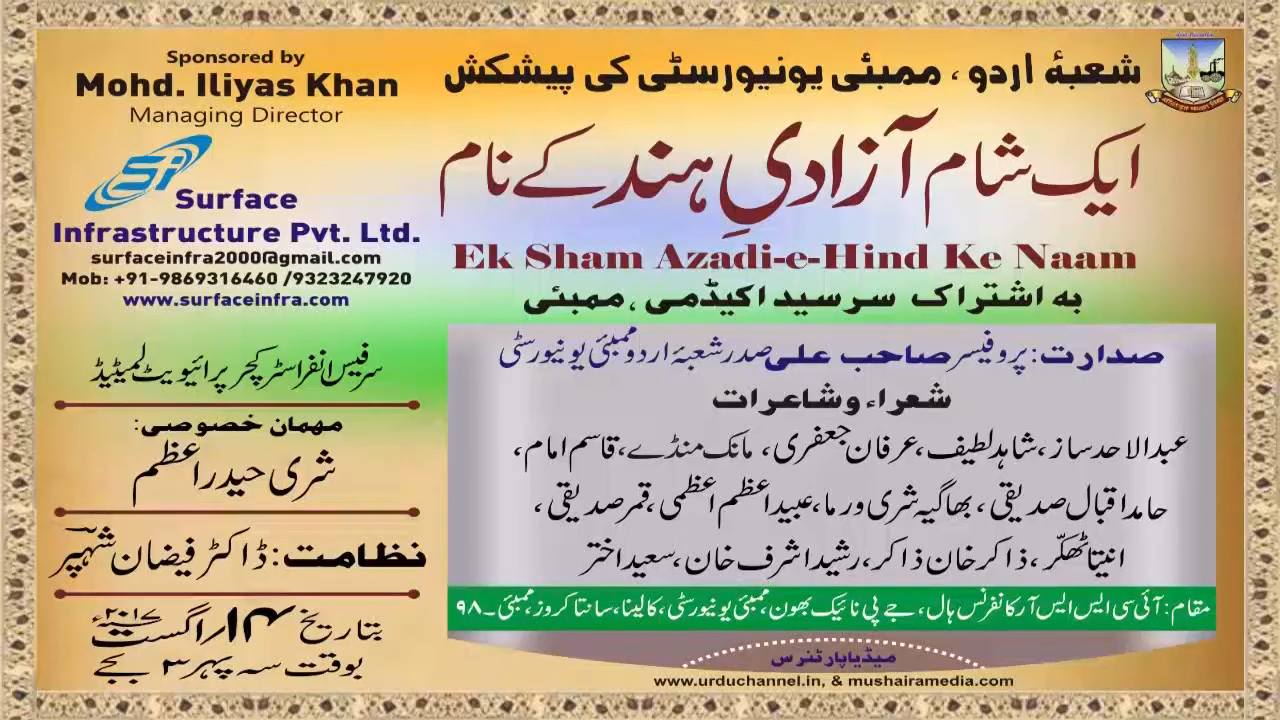 Sponsored by
Mohd. Iliyas Khan
Managing Director
Surface
Infrastructure Pvt. Ltd.
surfaceinfra2000@gmail.com
Mob: +91-9869316460 /9323247920
www.surfaceinfra.com
سرفیس انفراسٹرکچر پرائیویٹ لمیٹیڈ
مہمان خصوصی:
شری حیدر اعظم
نظامت: ڈاکٹر فیضان شہپر
بتاریخ ۱۴/ اگست ۲۰۱۷ء
بوقت سہ پہر ۳ بجے
شعبۂ اردو ، ممبئی یونیورسٹی کی پیشکش
ایک شام آزادیِ ہند کے نام
Ek Sham Azadi-e-Hind Ke Naam
بہ اشتراک سرسید اکیڈمی ، ممبئی
صدارت: پروفیسر صاحب علی صدر شعبۂ اردو ممبئی یونیورسٹی
شعراء و شاعرات
عبدالاحد ساز، شاہد لطیف، عرفان جعفری، مانک منڈے، قاسم امام،
حامد اقبال صدیقی، بھاگیہ شری ورما، عبید اعظم اعظمی، قمر صدیقی،
انیتا ٹھکّر، ذاکر خان ذاکر، رشید اشرف خان، سعید اختر
مقام: آئی سی ایس ایس آر کانفرنس ہال، جے پی نائیک بھون، ممبئی یونیورسٹی، کالینا، سانتا کروز، ممبئی۔۹۸
میڈیا پارٹنرس
www.urduchannel.in, & mushairamedia.com